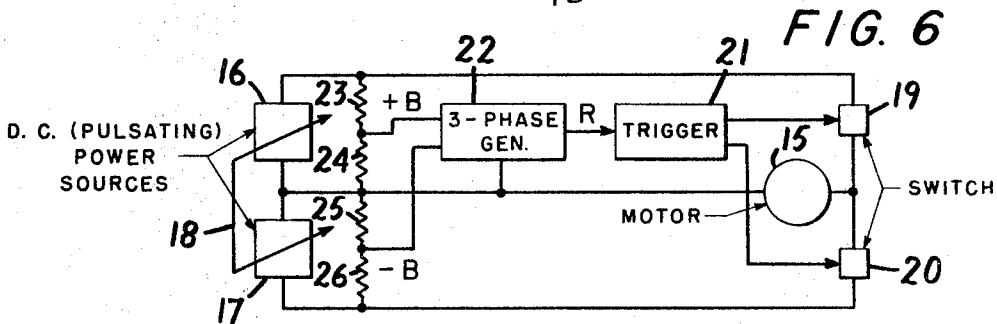 FIG. 6
16
23
+B
22
21
19
D. C. (PULSATING)
POWER
SOURCES
3-PHASE
GEN.
R
TRIGGER
15
24
SWITCH
MOTOR
18
25
26
-B
20
17